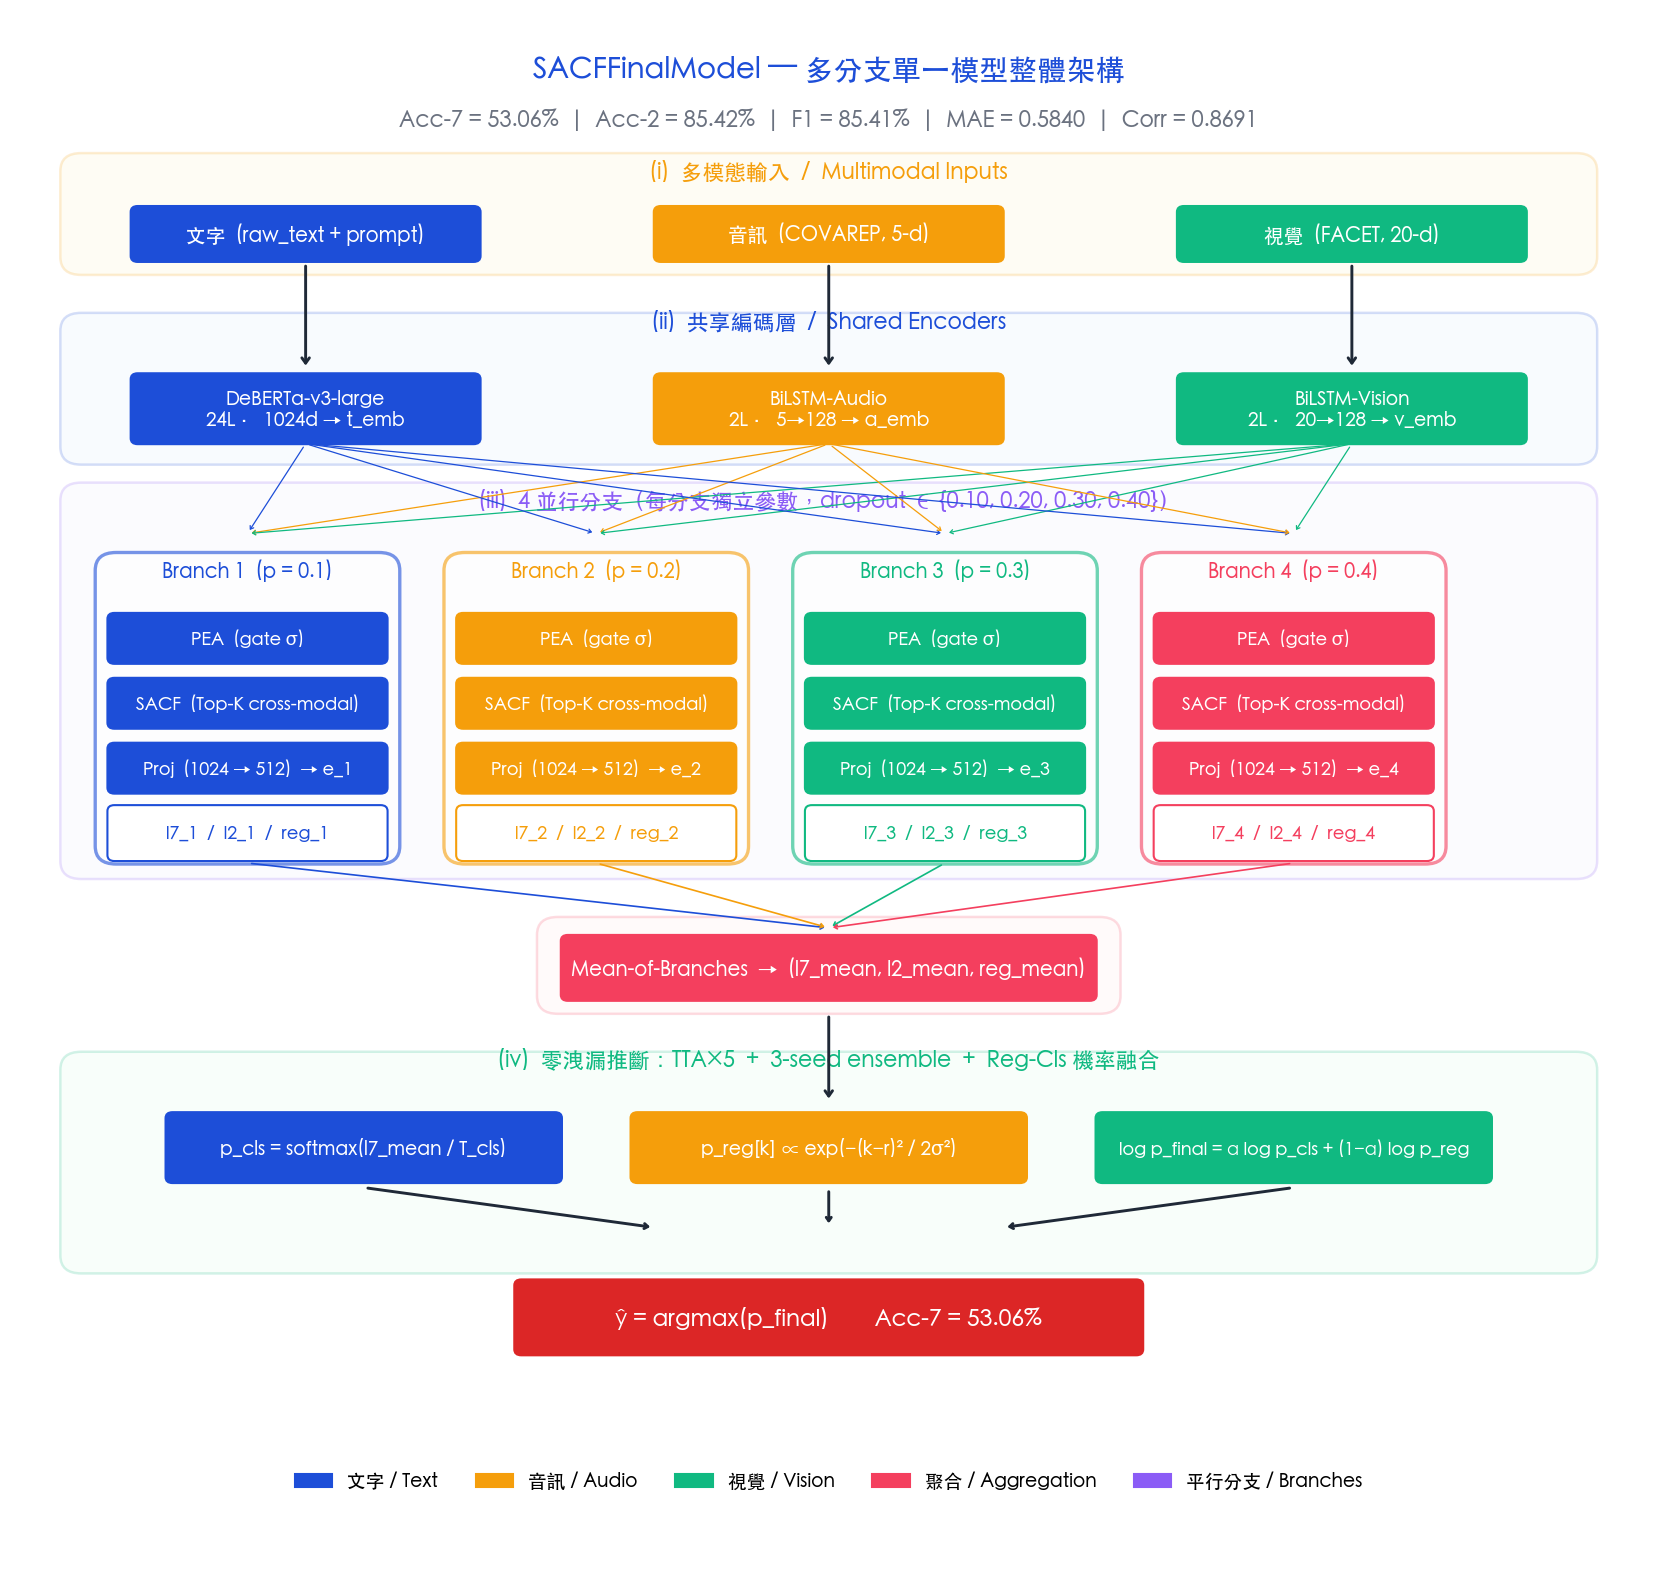 SACFFinalModel — 多分支單一模型整體架構
Acc-7 = 53.06% | Acc-2 = 85.42% | F1 = 85.41% | MAE = 0.5840 | Corr = 0.8691
(i) 多模態輸入 / Multimodal Inputs
文字 (raw_text + prompt)
音訊 (COVAREP, 5-d)
視覺 (FACET, 20-d)
(ii) 共享編碼層 / Shared Encoders
DeBERTa-v3-large
24L · 1024d → t_emb
BiLSTM-Audio
2L · 5→128 → a_emb
BiLSTM-Vision
2L · 20→128 → v_emb
(iii) 4 並行分支（每分支獨立參數，dropout ∈ {0.10, 0.20, 0.30, 0.40}）
Branch 1 (p = 0.1)
PEA (gate σ)
SACF (Top-K cross-modal)
Proj (1024 → 512) → e_1
l7_1 / l2_1 / reg_1
Branch 2 (p = 0.2)
PEA (gate σ)
SACF (Top-K cross-modal)
Proj (1024 → 512) → e_2
l7_2 / l2_2 / reg_2
Branch 3 (p = 0.3)
PEA (gate σ)
SACF (Top-K cross-modal)
Proj (1024 → 512) → e_3
l7_3 / l2_3 / reg_3
Branch 4 (p = 0.4)
PEA (gate σ)
SACF (Top-K cross-modal)
Proj (1024 → 512) → e_4
l7_4 / l2_4 / reg_4
Mean-of-Branches → (l7_mean, l2_mean, reg_mean)
(iv) 零洩漏推斷：TTA×5 + 3-seed ensemble + Reg-Cls 機率融合
p_cls = softmax(l7_mean / T_cls)
p_reg[k] ∝ exp(−(k−r)² / 2σ²)
log p_final = α log p_cls + (1−α) log p_reg
ŷ = argmax(p_final) Acc-7 = 53.06%
文字 / Text
音訊 / Audio
視覺 / Vision
聚合 / Aggregation
平行分支 / Branches